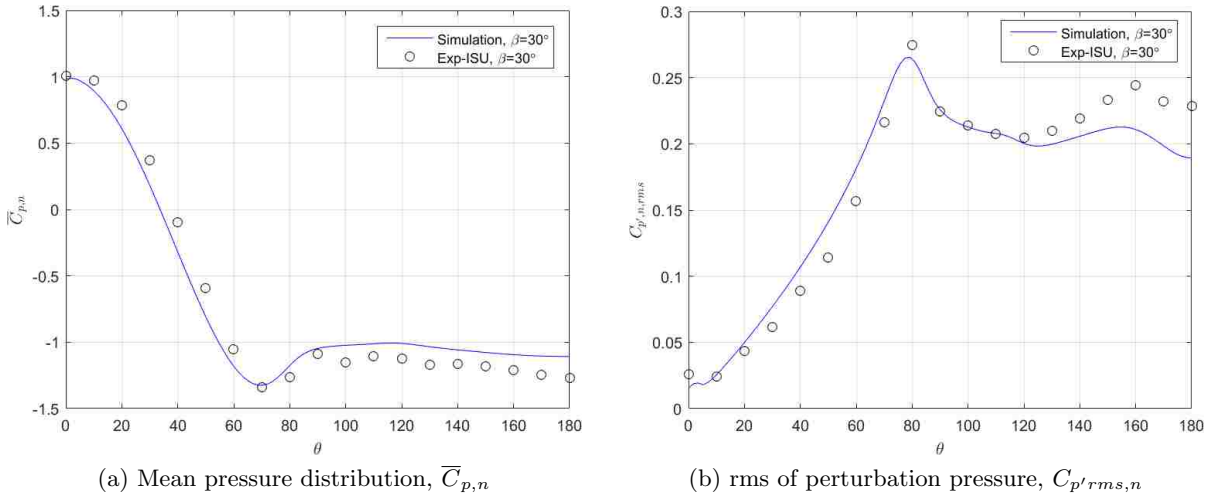 Simulation, β=30°
Exp-ISU, β=30°
1.5
1
0.5
0
-0.5
-1
-1.5
C̅p,n
0 20 40 60 80 100 120 140 160 180
θ
(a) Mean pressure distribution, C̅p,n
Simulation, β=30°
Exp-ISU, β=30°
0.3
0.25
0.2
0.15
0.1
0.05
0
Cp′,n,rms
0 20 40 60 80 100 120 140 160 180
θ
(b) rms of perturbation pressure, Cp′rms,n